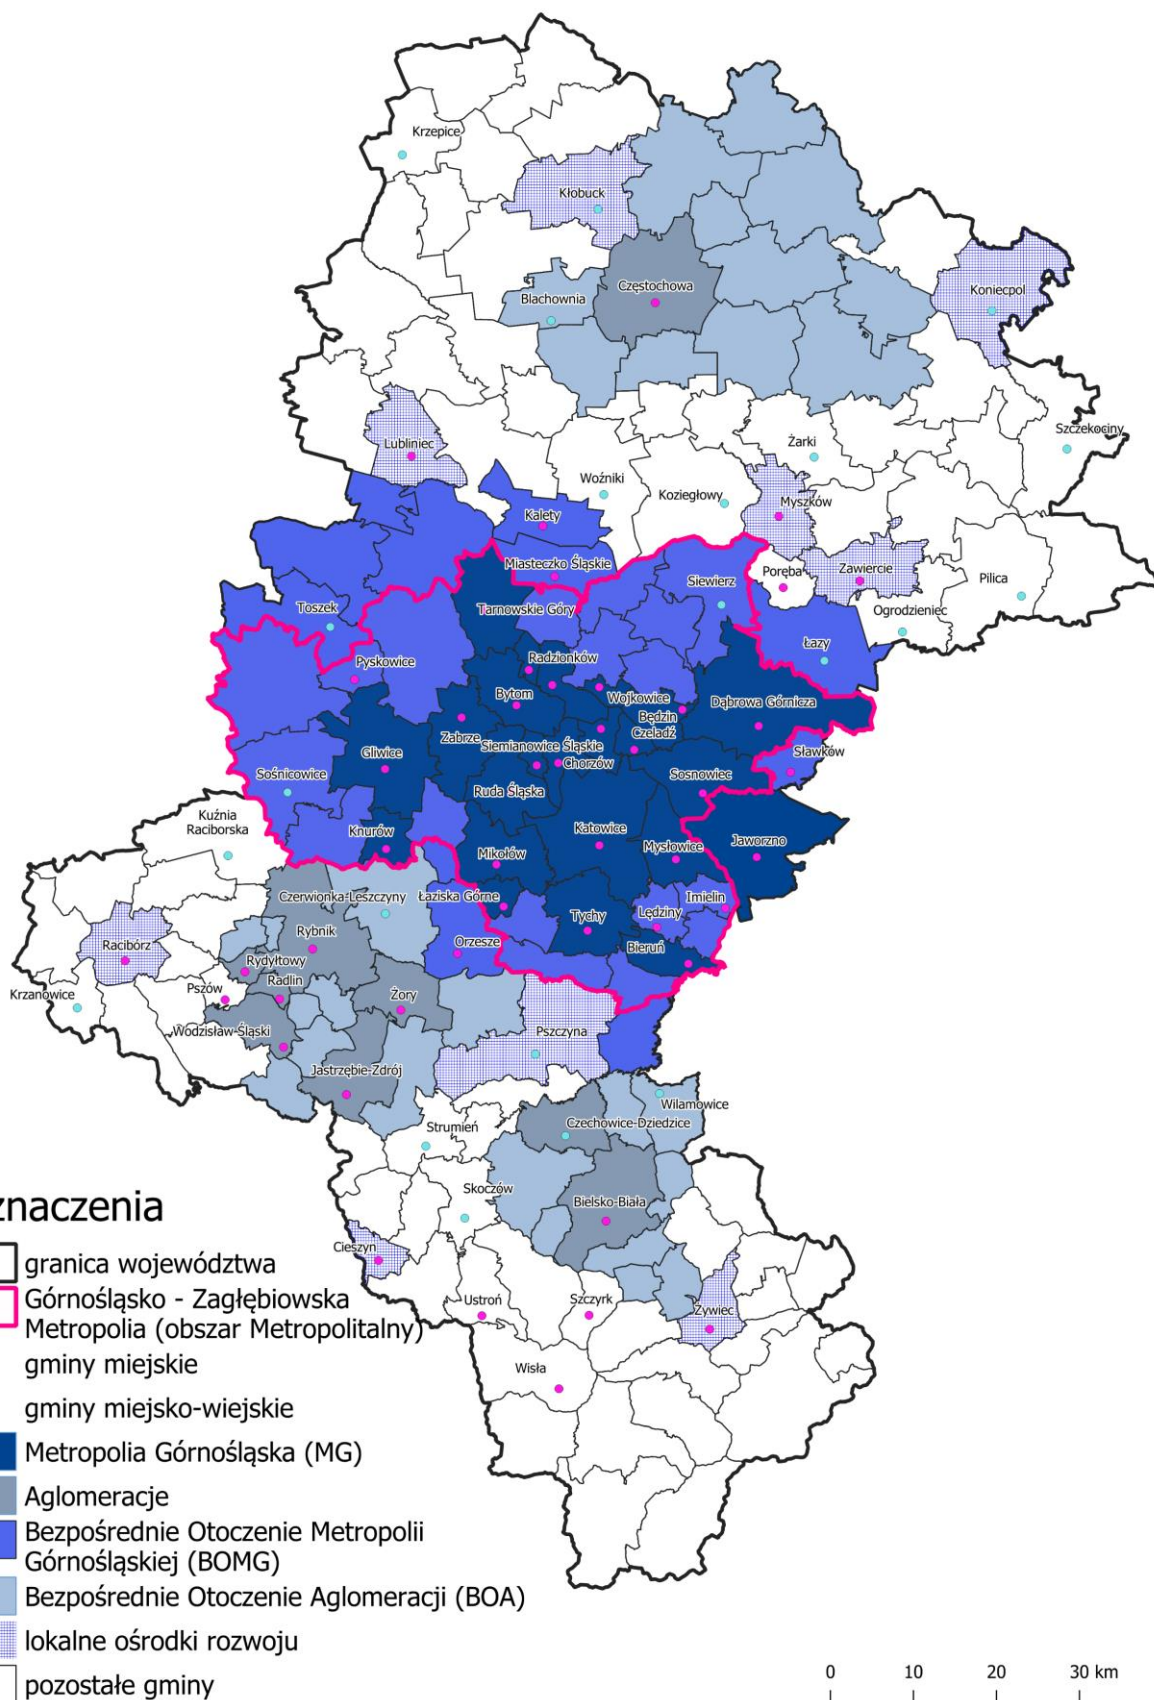 Krzepice
Kłobuck
Częstochowa
Koniecpol
Blachownia
Lubliniec
Szczekociny
Żarki
Woźniki
Koziegłowy
Myszków
Kalety
Miasteczko Śląskie
Poręba
Zawiercie
Pilica
Siewierz
Ogrodzieniec
Toszek
Tarnowskie Góry
Łazy
Radzionków
Pyskowice
Bytom
Wojkowice
Dąbrowa Górnicza
Będzin
Zabrze
Siemianowice Śląskie
Czeladź
Gliwice
Chorzów
Sławków
Sośnicowice
Sosnowiec
Ruda Śląska
Kuźnia
Raciborska
Knurów
Katowice
Mysłowice
Jaworzno
Mikołów
Czerwionka-Leszczyny
Łaziska Górne
Imielin
Lędziny
Tychy
Rybnik
Orzesze
Bieruń
Racibórz
Rydyłtowy
Radlin
Pszów
Żory
Krzanowice
Wodzisław-Śląski
Pszczyna
Jastrzębie-Zdrój
Wilamowice
Strumień
Czechowice-Dziedzice
Skoczów
Bielsko-Biała
Cieszyn
Ustroń
Szczyrk
Żywiec
Wisła
znaczenia
granica województwa
Górnośląsko - Zagłębiowska
Metropolia (obszar Metropolitalny)
gminy miejskie
gminy miejsko-wiejskie
Metropolia Górnośląska (MG)
Aglomeracje
Bezpośrednie Otoczenie Metropolii
Górnośląskiej (BOMG)
Bezpośrednie Otoczenie Aglomeracji (BOA)
lokalne ośrodki rozwoju
pozostałe gminy
0 10 20 30 km